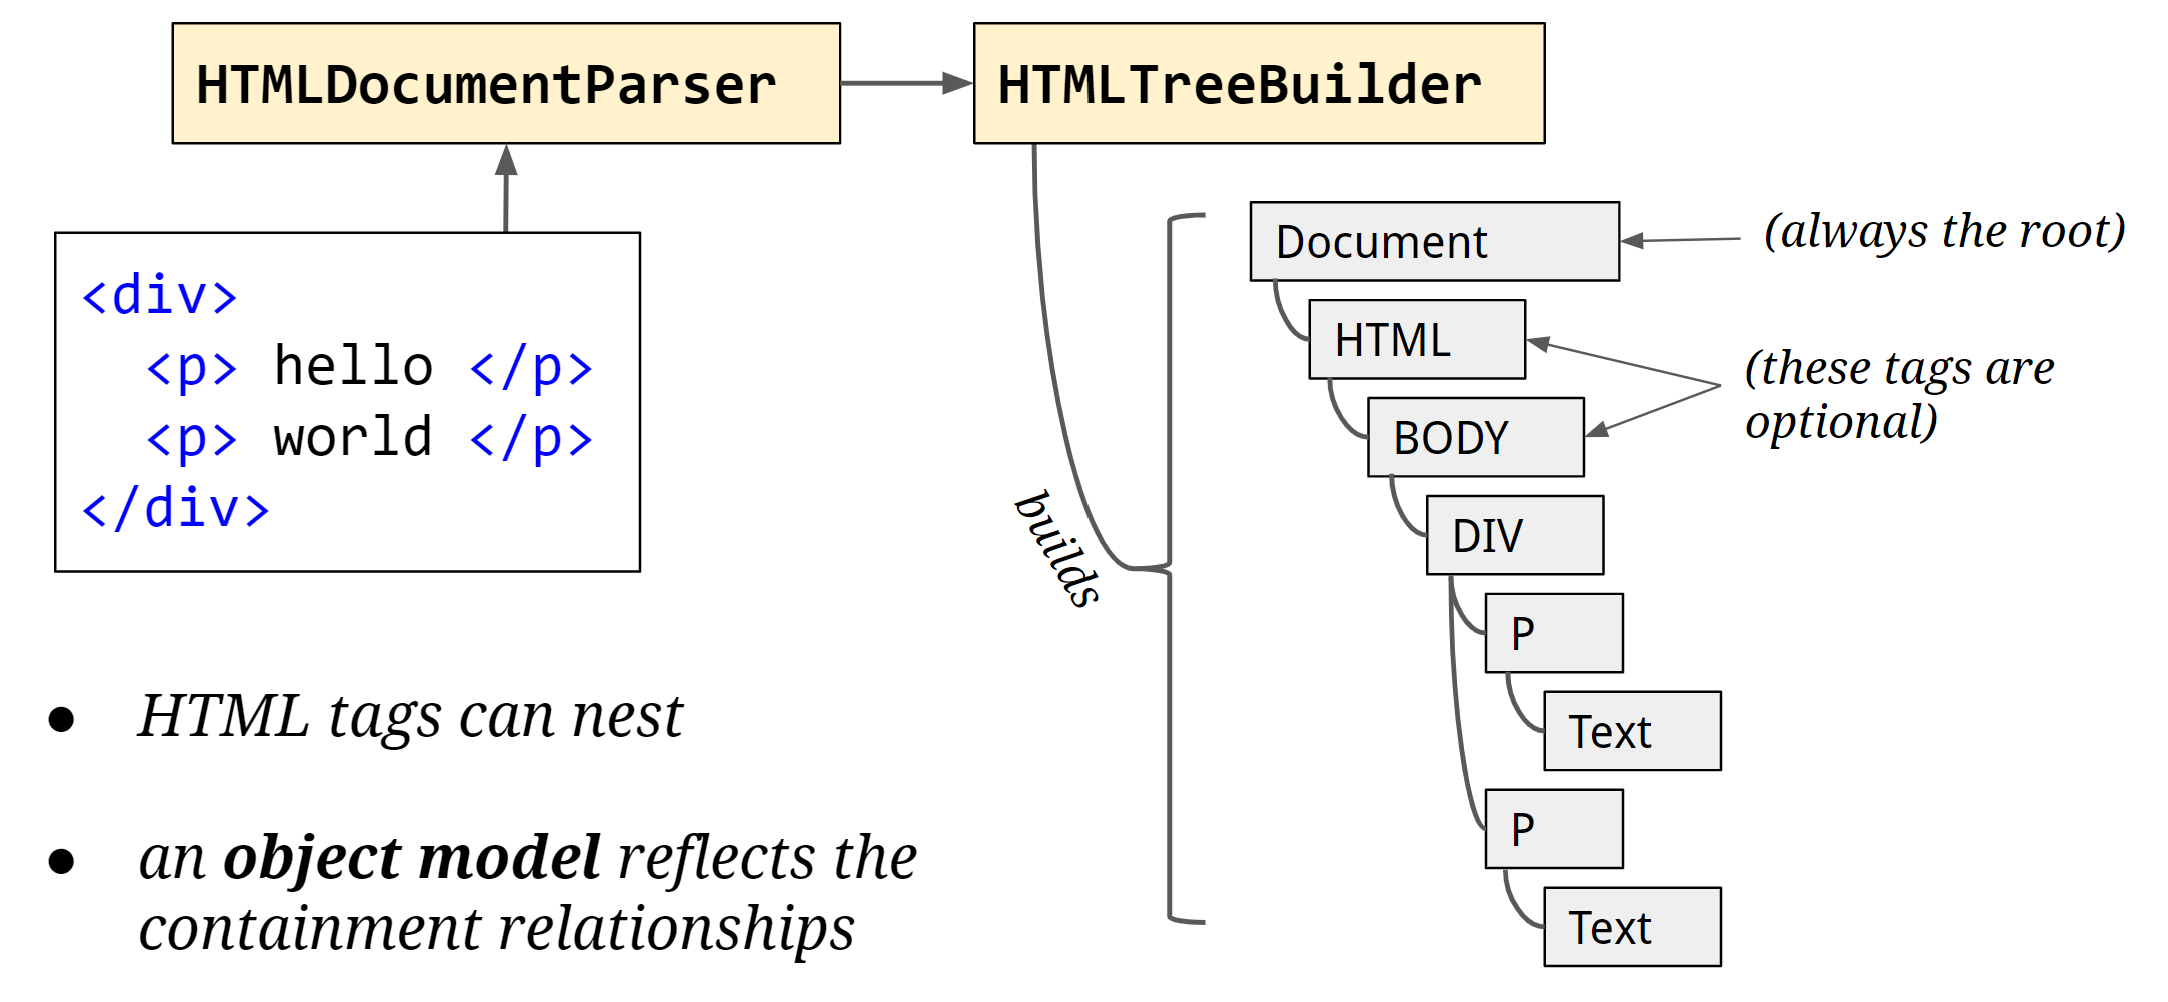 HTMLDocumentParser
HTMLTreeBuilder
<div>
<p> hello </p>
<p> world </p>
</div>
builds
Document
(always the root)
HTML
(these tags are
optional)
BODY
DIV
P
Text
P
Text
● HTML tags can nest
● an object model reflects the
containment relationships